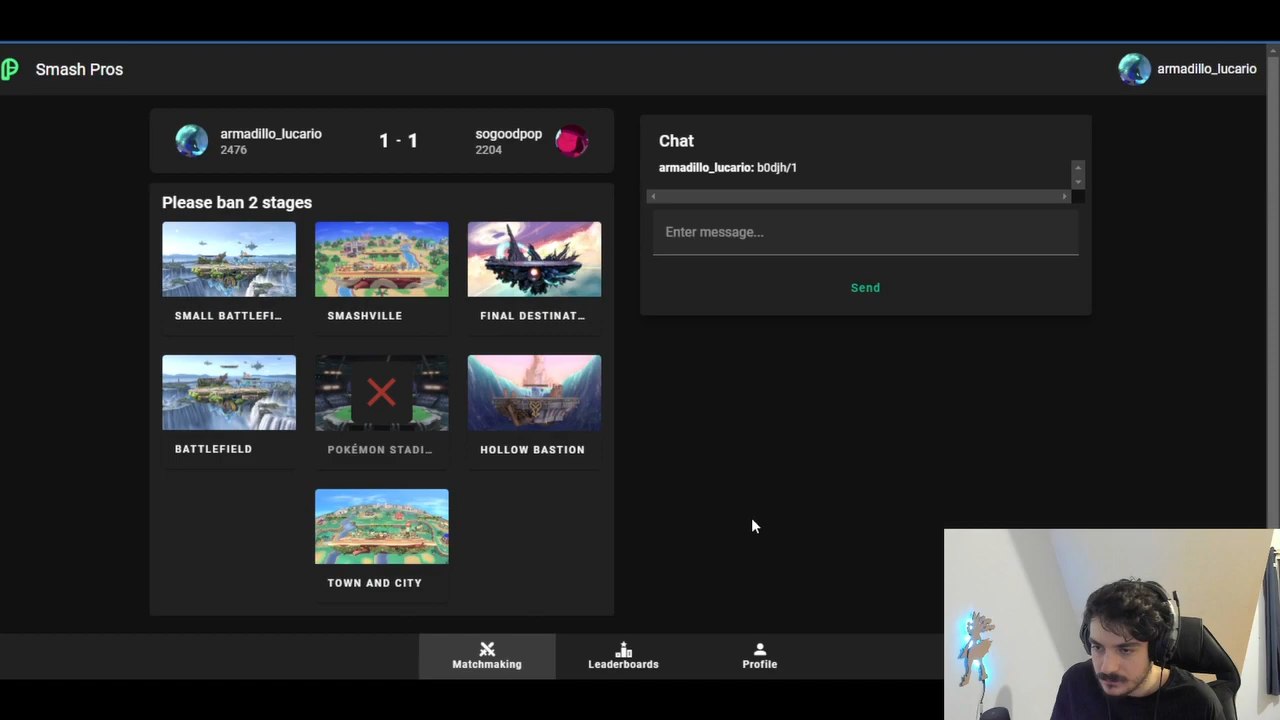 Smash Pros
armadillo_lucario
armadillo_lucario
2476
1 - 1
sogoodpop
2204
Please ban 2 stages
SMALL BATTLEFI...
SMASHVILLE
FINAL DESTINAT...
BATTLEFIELD
POKÉMON STADI...
HOLLOW BASTION
TOWN AND CITY
Chat
armadillo_lucario: b0djh/1
Enter message...
Send
Matchmaking
Leaderboards
Profile